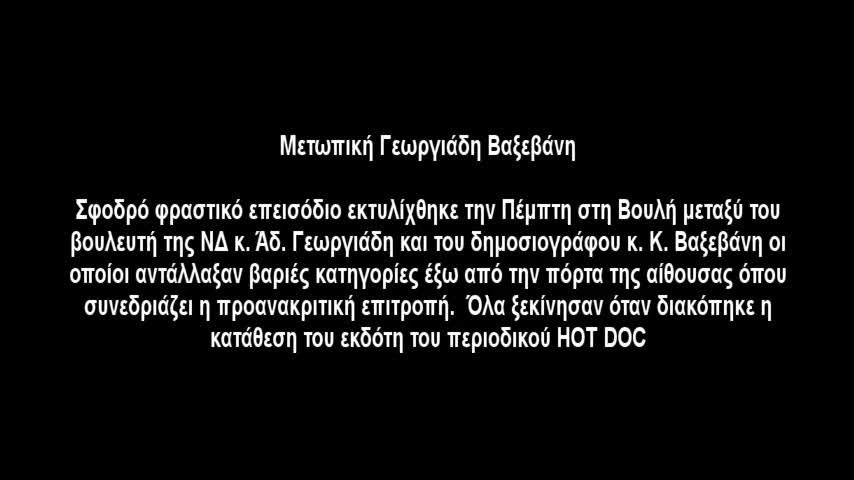 Μετωπική Γεωργιάδη Βαξεβάνη
Σφοδρό φραστικό επεισόδιο εκτυλίχθηκε την Πέμπτη στη Βουλή μεταξύ του
βουλευτή της ΝΔ κ. Άδ. Γεωργιάδη και του δημοσιογράφου κ. Κ. Βαξεβάνη οι
οποίοι αντάλλαξαν βαριές κατηγορίες έξω από την πόρτα της αίθουσας όπου
συνεδριάζει η προανακριτική επιτροπή. Όλα ξεκίνησαν όταν διακόπηκε η
κατάθεση του εκδότη του περιοδικού HOT DOC